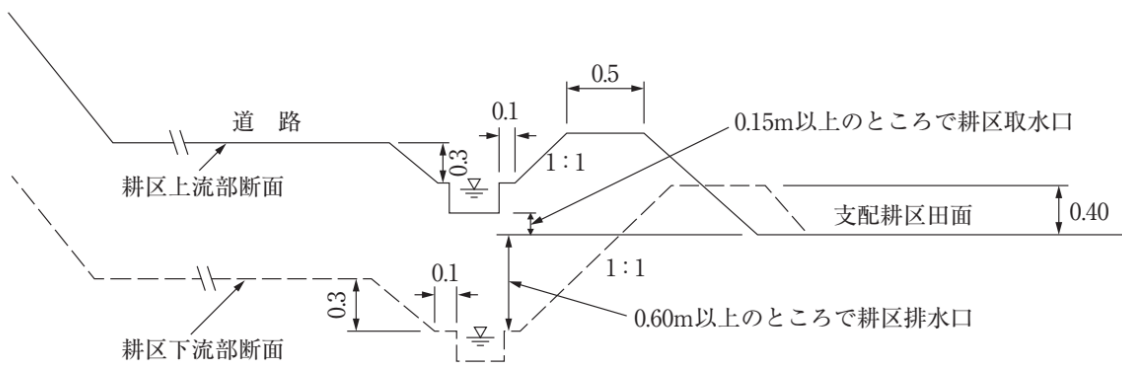 0.5
道　路
0.1
0.15m以上のところで耕区取水口
0.3
1：1
耕区上流部断面
支配耕区田面
0.40
0.1
1：1
0.3
0.60m以上のところで耕区排水口
耕区下流部断面